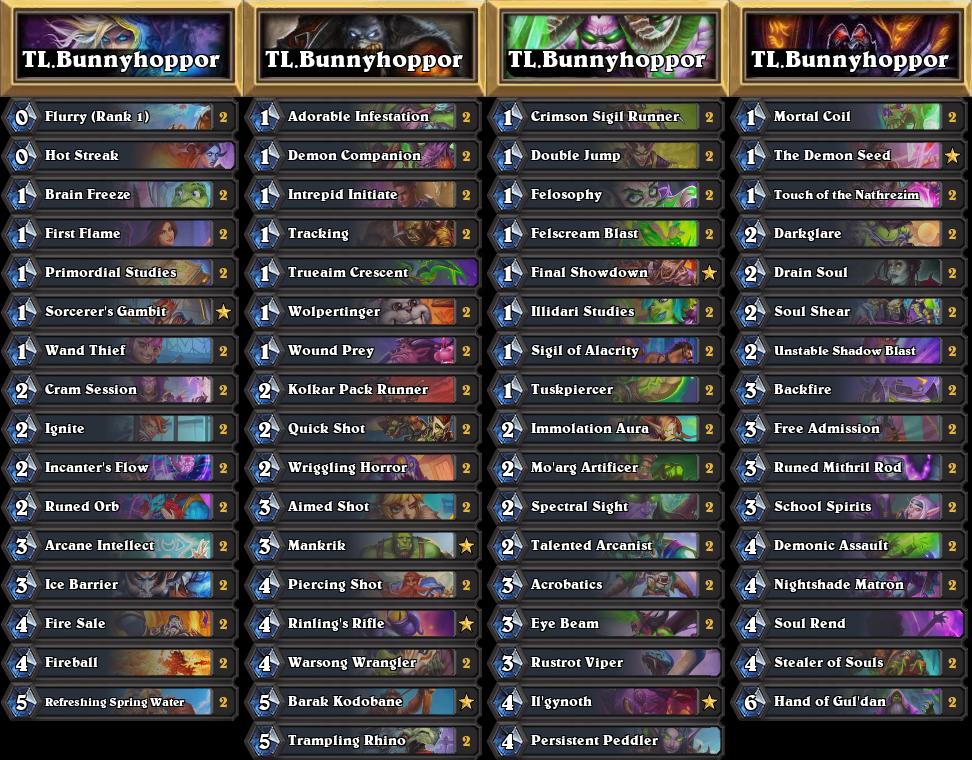 TL.Bunnyhoppor
0 Flurry (Rank 1) 2
0 Hot Streak
1 Brain Freeze 2
1 First Flame 2
1 Primordial Studies 2
1 Sorcerer's Gambit
1 Wand Thief 2
2 Cram Session 2
2 Ignite 2
2 Incanter's Flow 2
2 Runed Orb 2
3 Arcane Intellect 2
3 Ice Barrier 2
4 Fire Sale 2
4 Fireball 2
5 Refreshing Spring Water 2
TL.Bunnyhoppor
1 Adorable Infestation 2
1 Demon Companion 2
1 Intrepid Initiate 2
1 Tracking 2
1 Trueaim Crescent
1 Wolpertinger 2
1 Wound Prey 2
2 Kolkar Pack Runner 2
2 Quick Shot 2
2 Wriggling Horror 2
3 Aimed Shot 2
3 Mankrik
4 Piercing Shot 2
4 Rinling's Rifle
4 Warsong Wrangler 2
5 Barak Kodobane
5 Trampling Rhino 2
TL.Bunnyhoppor
1 Crimson Sigil Runner 2
1 Double Jump 2
1 Felosophy 2
1 Felscream Blast 2
1 Final Showdown
1 Illidari Studies 2
1 Sigil of Alacrity 2
1 Tuskpiercer 2
2 Immolation Aura 2
2 Mo'arg Artificer 2
2 Spectral Sight 2
2 Talented Arcanist 2
3 Acrobatics 2
3 Eye Beam 2
3 Rustrot Viper
4 Il'gynoth
4 Persistent Peddler
TL.Bunnyhoppor
1 Mortal Coil 2
1 The Demon Seed
1 Touch of the Nathrezim 2
2 Darkglare 2
2 Drain Soul 2
2 Soul Shear 2
2 Unstable Shadow Blast 2
3 Backfire 2
3 Free Admission 2
3 Runed Mithril Rod 2
3 School Spirits 2
4 Demonic Assault 2
4 Nightshade Matron 2
4 Soul Rend
4 Stealer of Souls 2
6 Hand of Gul'dan 2